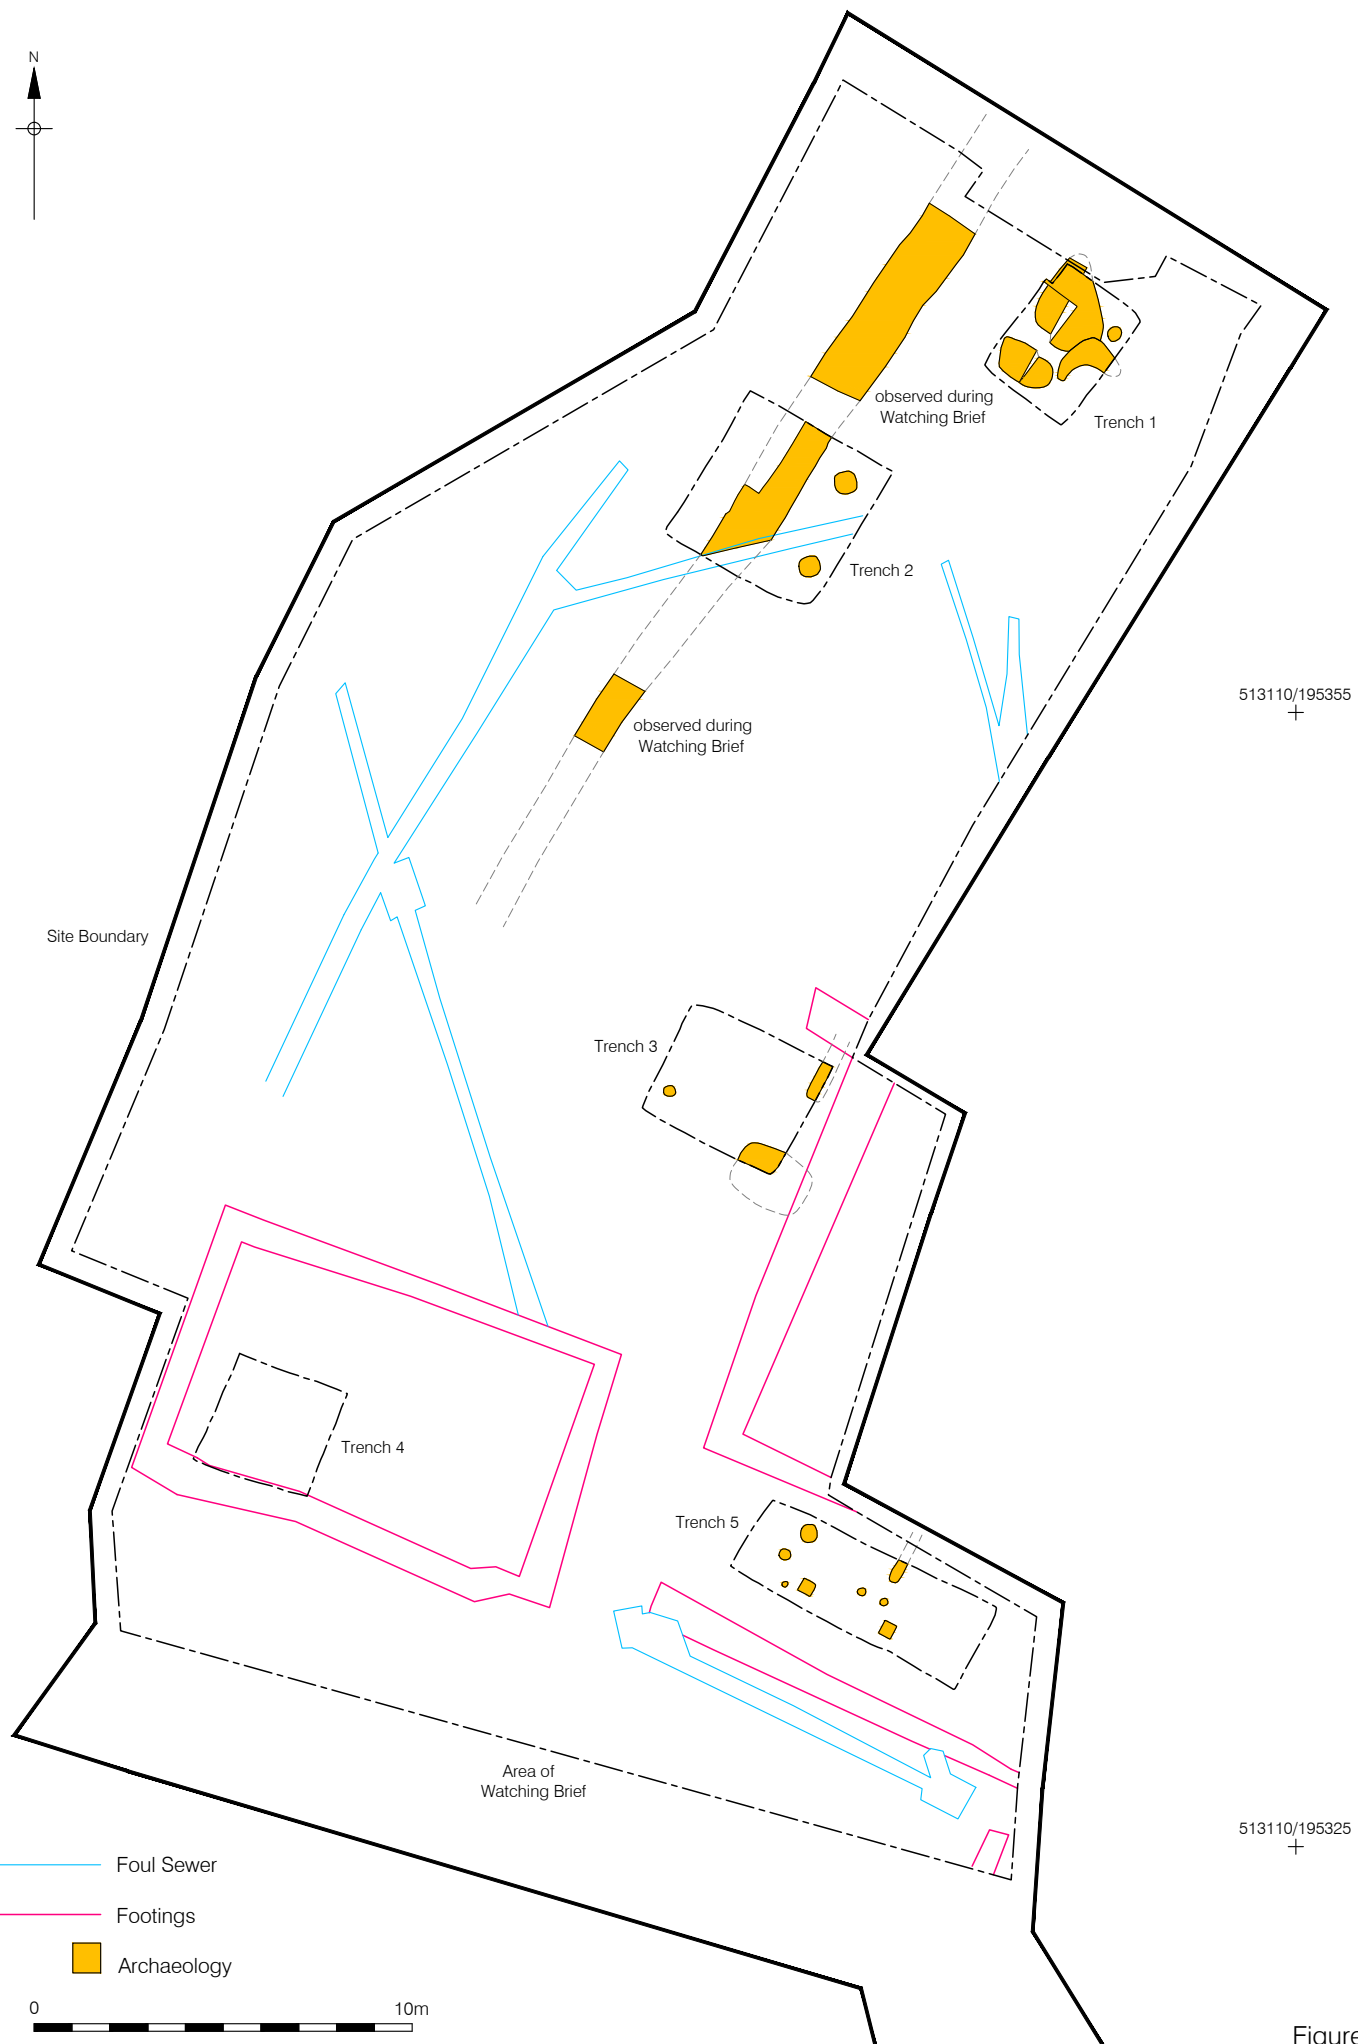 N
observed during
Watching Brief
Trench 1
Trench 2
513110/195355
observed during
Watching Brief
Site Boundary
Trench 3
Trench 4
Trench 5
Area of
Watching Brief
513110/195325
Foul Sewer
Footings
Archaeology
0 10m
Figure